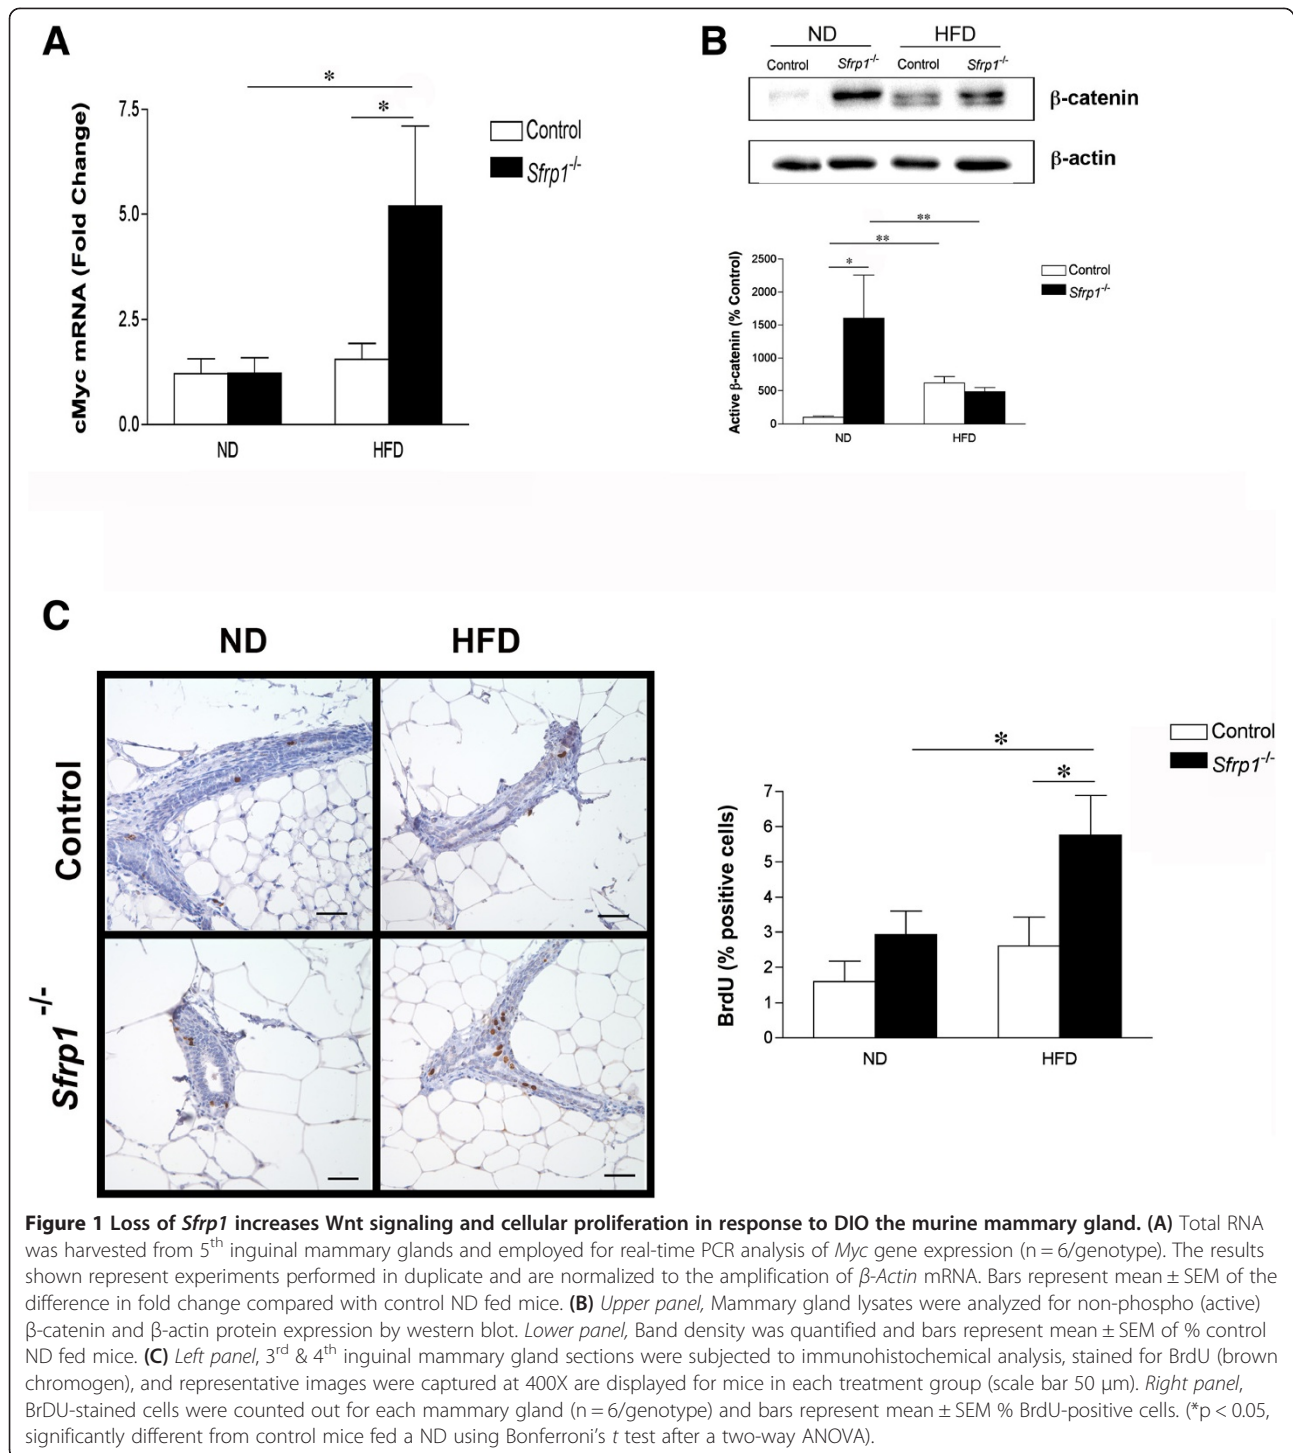 A
*
*
cMyc mRNA (Fold Change)
7.5
5.0
2.5
0.0
ND
HFD
Control
Sfrp1-/-
B
ND
HFD
Control
Sfrp1-/-
Control
Sfrp1-/-
β-catenin
β-actin
**
**
*
Active β-catenin (% Control)
2500
2000
1500
1000
500
0
ND
HFD
Control
Sfrp1-/-
C
ND
HFD
Control
Sfrp1-/-
Control
Sfrp1-/-
*
*
BrdU (% positive cells)
7
6
5
4
3
2
1
0
ND
HFD
Figure 1 Loss of Sfrp1 increases Wnt signaling and cellular proliferation in response to DIO the murine mammary gland. (A) Total RNA
was harvested from 5th inguinal mammary glands and employed for real-time PCR analysis of Myc gene expression (n = 6/genotype). The results
shown represent experiments performed in duplicate and are normalized to the amplification of β-Actin mRNA. Bars represent mean ± SEM of the
difference in fold change compared with control ND fed mice. (B) Upper panel, Mammary gland lysates were analyzed for non-phospho (active)
β-catenin and β-actin protein expression by western blot. Lower panel, Band density was quantified and bars represent mean ± SEM of % control
ND fed mice. (C) Left panel, 3rd & 4th inguinal mammary gland sections were subjected to immunohistochemical analysis, stained for BrdU (brown
chromogen), and representative images were captured at 400X are displayed for mice in each treatment group (scale bar 50 μm). Right panel,
BrDU-stained cells were counted out for each mammary gland (n = 6/genotype) and bars represent mean ± SEM % BrdU-positive cells. (*p < 0.05,
significantly different from control mice fed a ND using Bonferroni's t test after a two-way ANOVA).